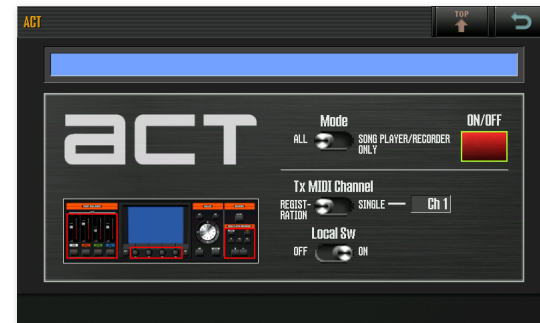 ACT
TOP
act
Mode
ON/OFF
ALL
SONG PLAYER/RECORDER
ONLY
Tx MIDI Channel
REGIST-
RATION
SINGLE
Ch 1
Local Sw
OFF
ON